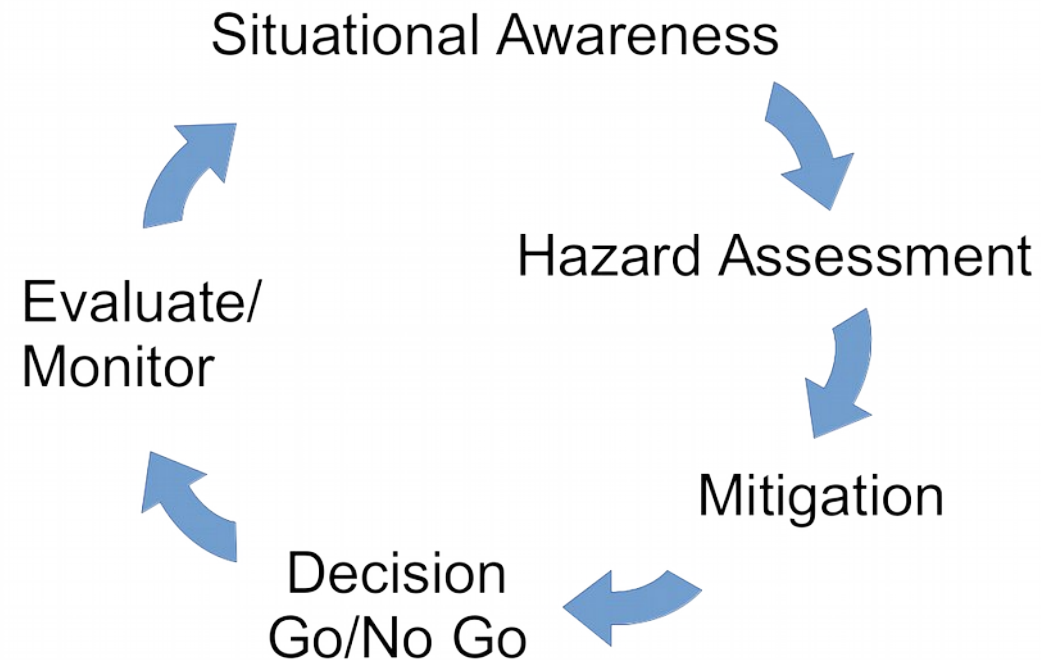 Situational Awareness
Hazard Assessment
Mitigation
Decision
Go/No Go
Evaluate/
Monitor